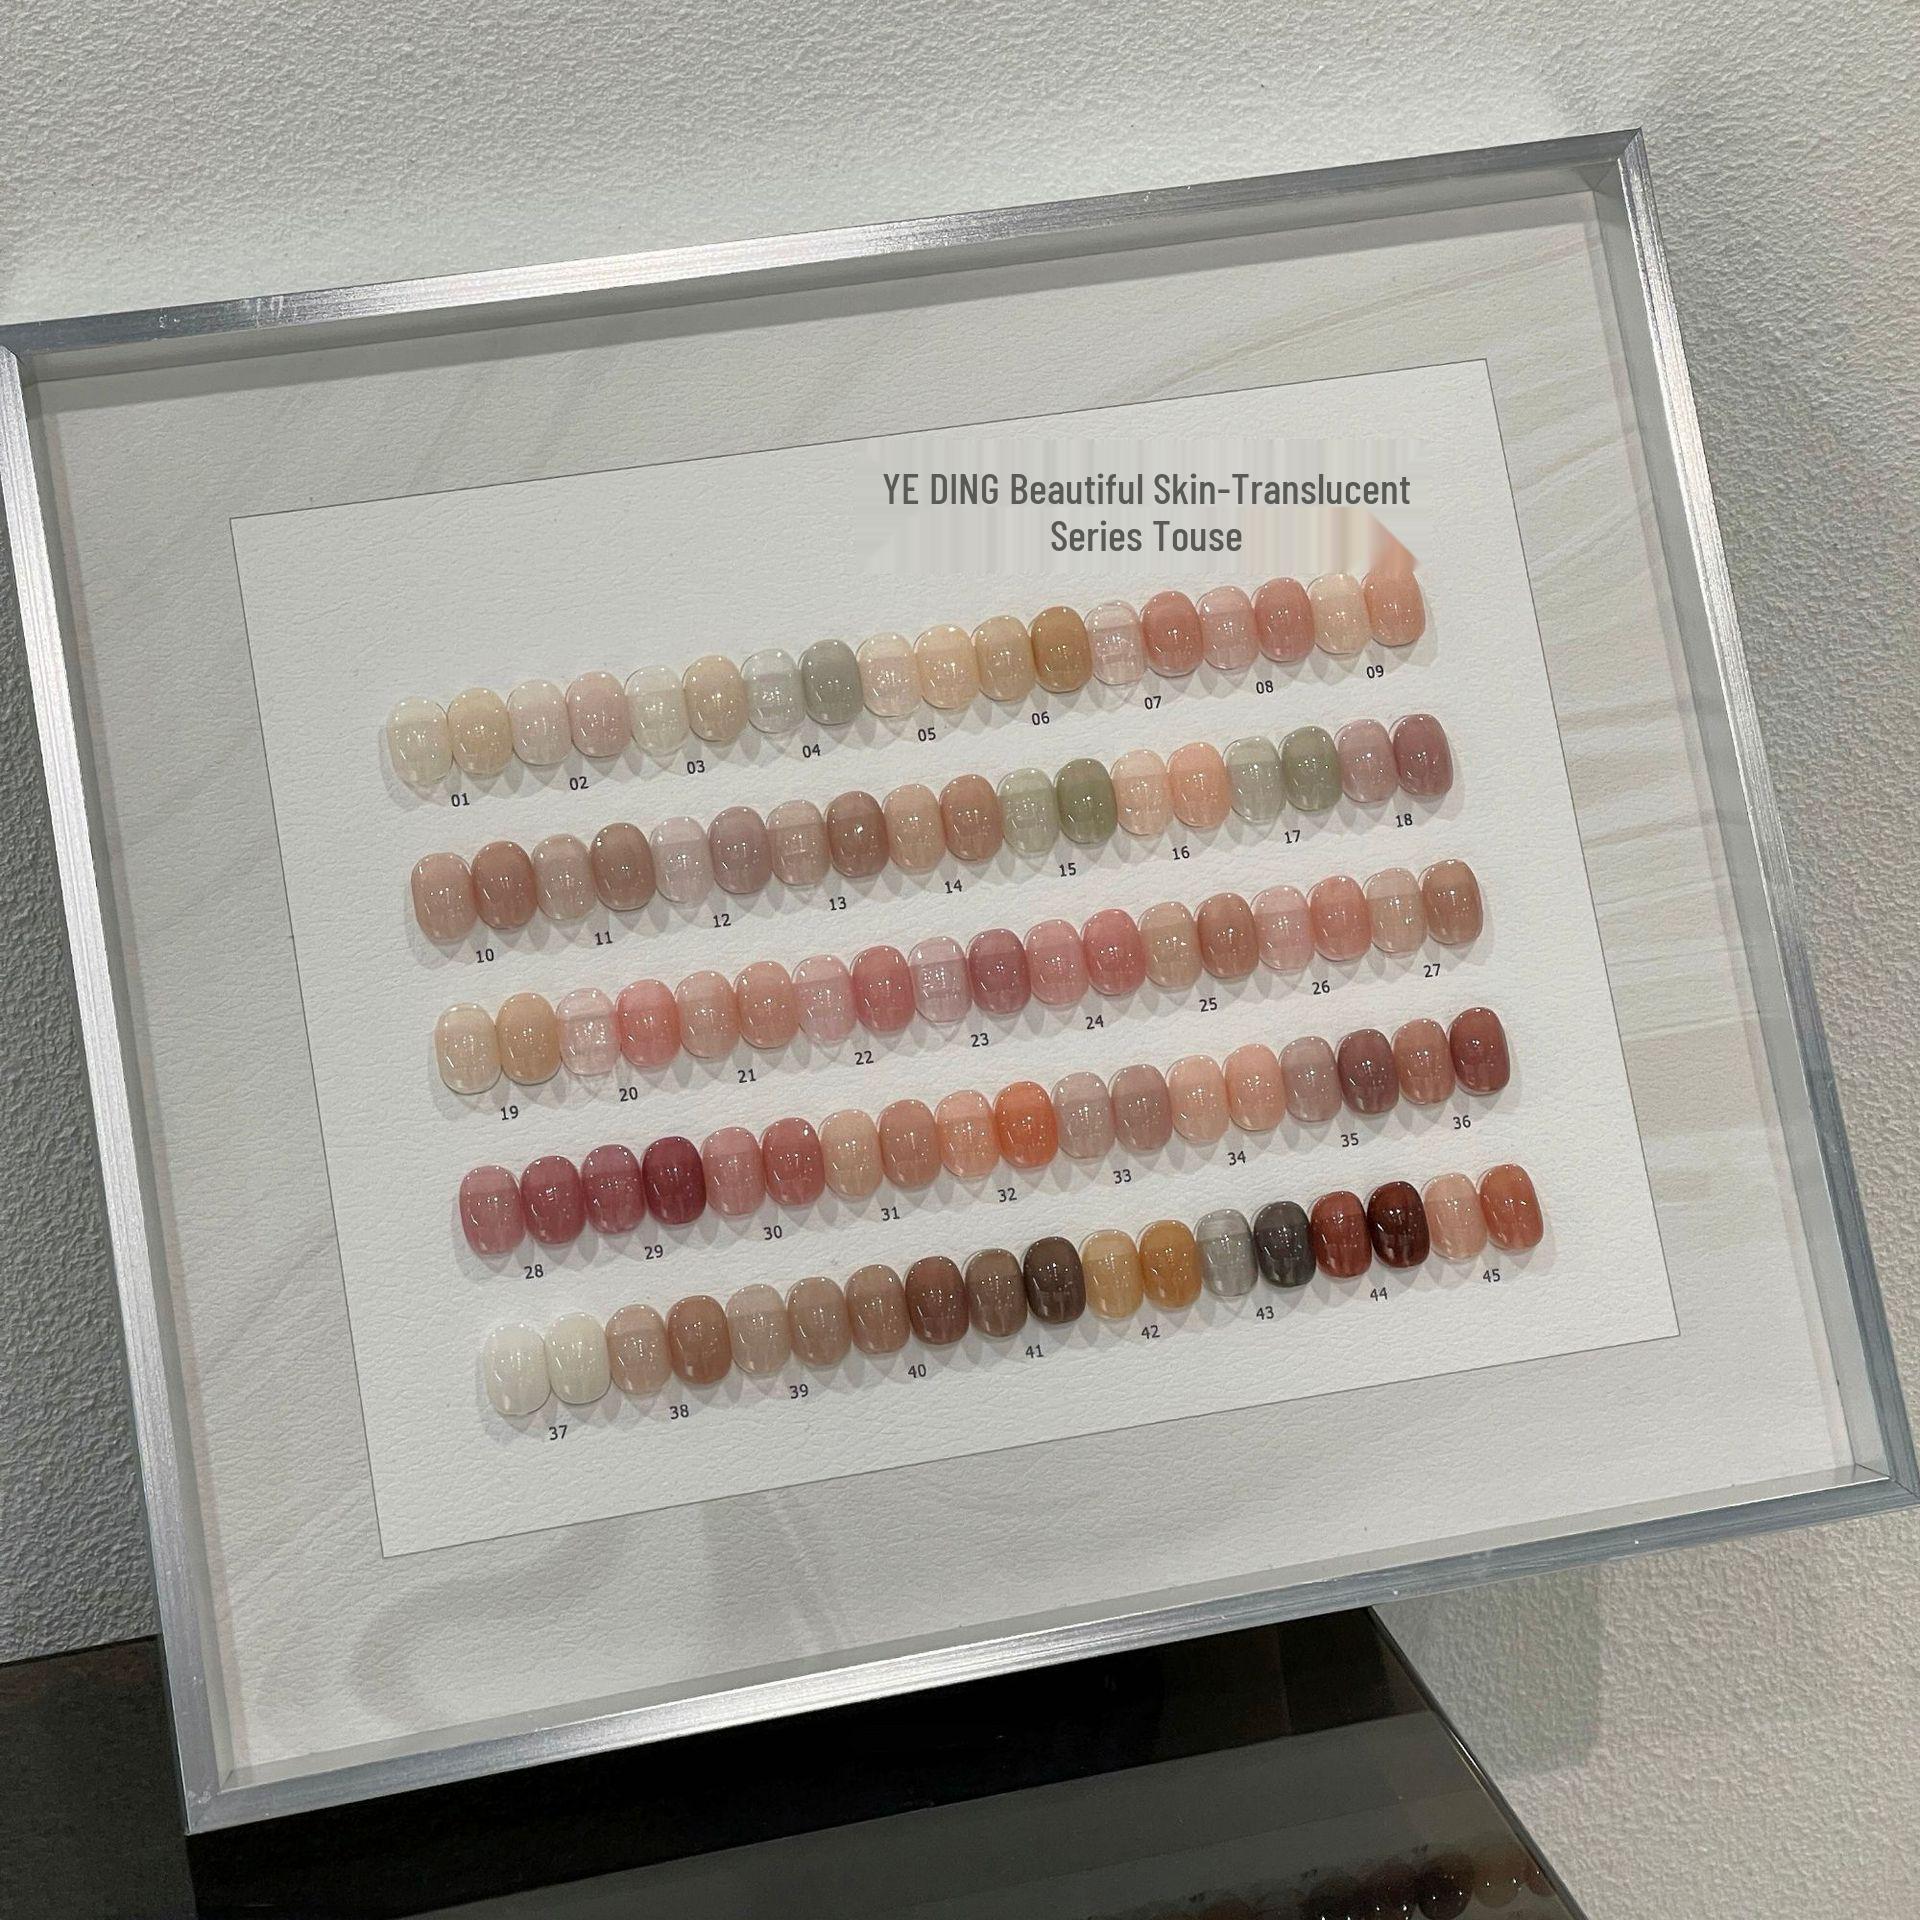 YE DING Beautiful Skin-Translucent
Series Touse
01 02 03 04 05 06 07 08 09
10 11 12 13 14 15 16 17 18
19 20 21 22 23 24 25 26 27
28 29 30 31 32 33 34 35 36
37 38 39 40 41 42 43 44 45